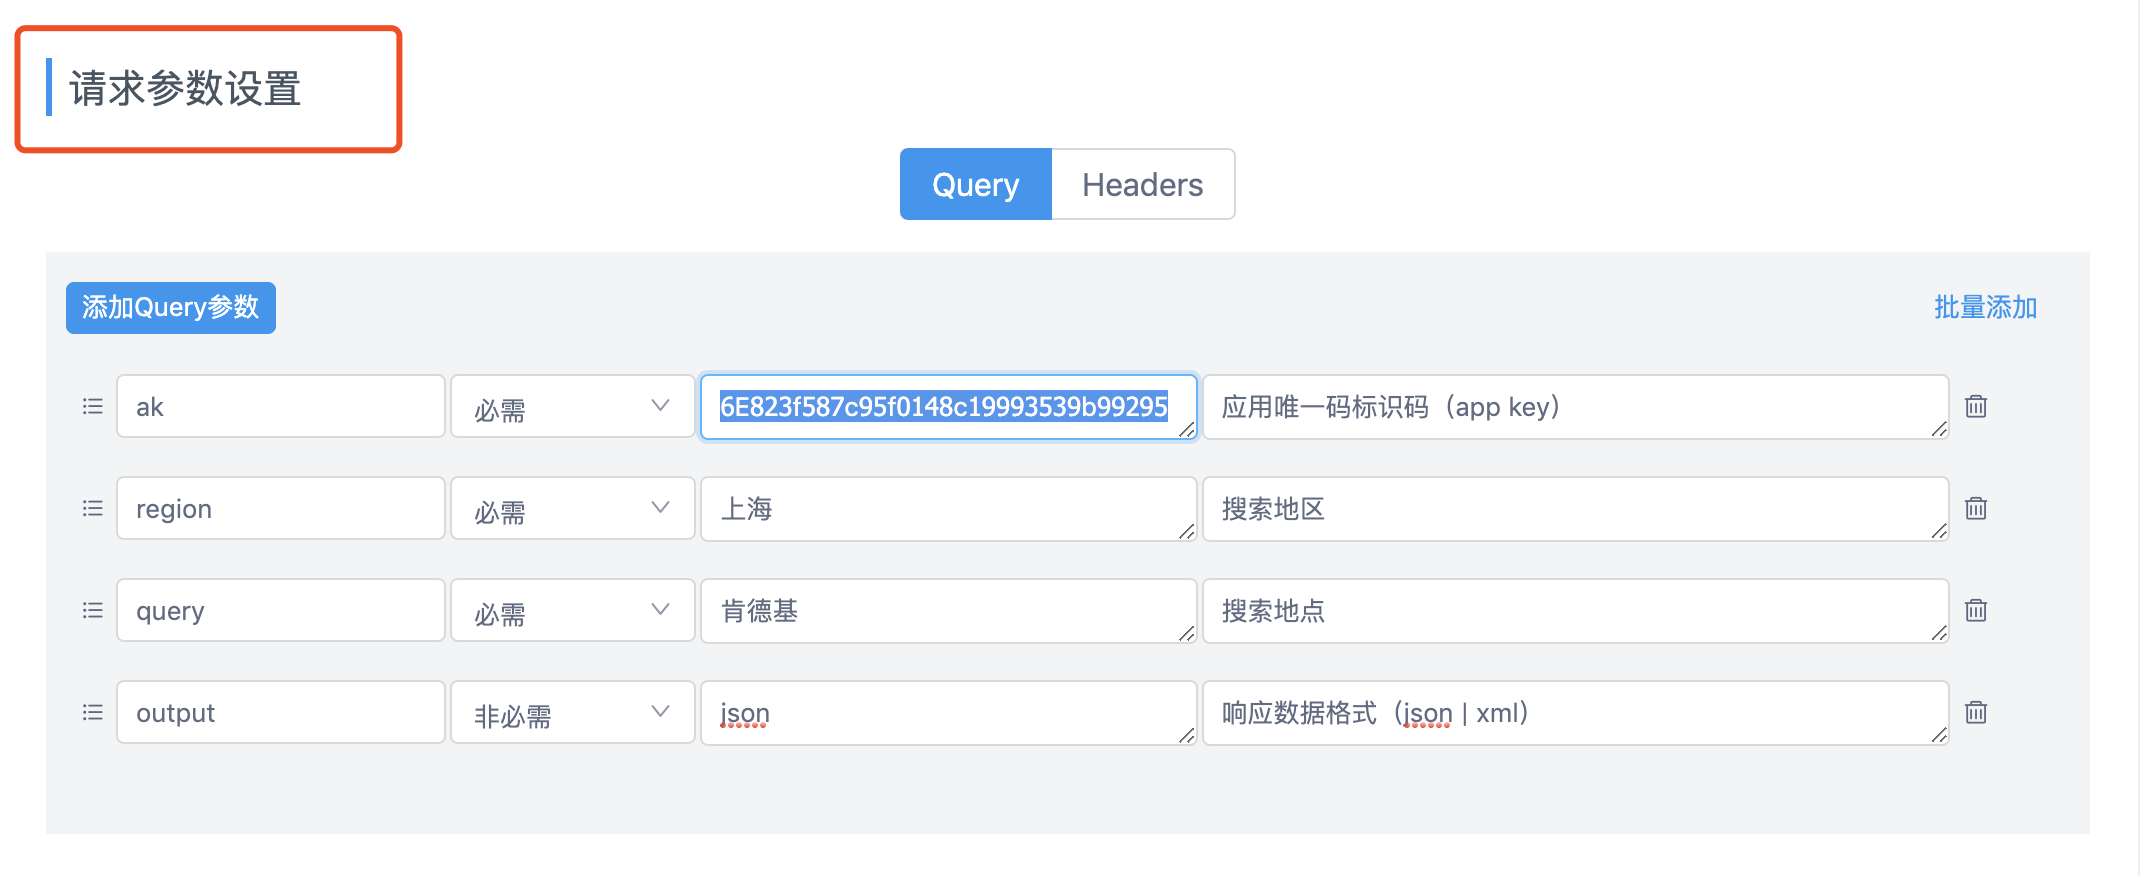 请求参数设置
Query Headers
添加Query参数 批量添加
ak 必需 6E823f587c95f0148c19993539b99295 应用唯一码标识码（app key）
region 必需 上海 搜索地区
query 必需 肯德基 搜索地点
output 非必需 json 响应数据格式（json | xml）